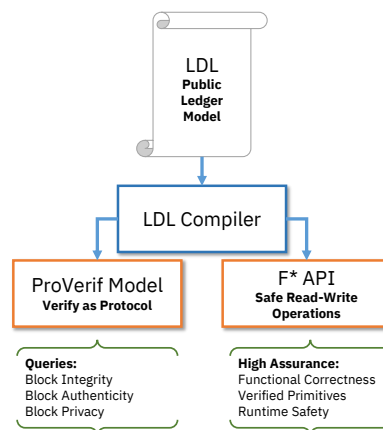 LDL
Public
Ledger
Model
LDL Compiler
ProVerif Model
Verify as Protocol
F* API
Safe Read-Write
Operations
Queries:
Block Integrity
Block Authenticity
Block Privacy
High Assurance:
Functional Correctness
Verified Primitives
Runtime Safety